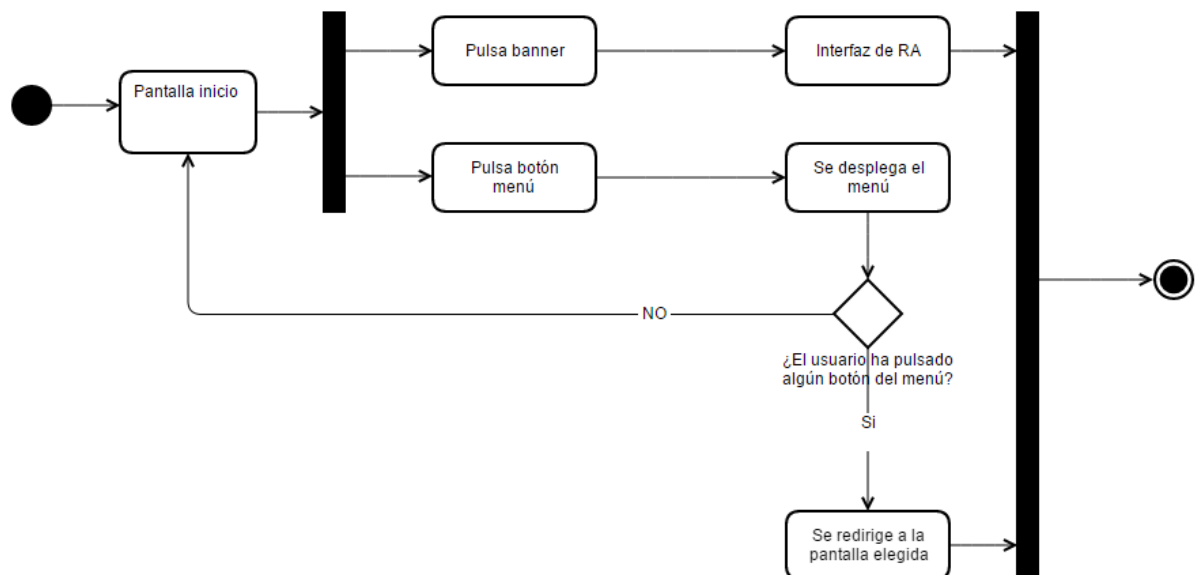 Pulsa banner
Interfaz de RA
Pantalla inicio
Pulsa botón
menú
Se desplega el
menú
NO
¿El usuario ha pulsado
algún botón del menú?
Si
Se redirige a la
pantalla elegida